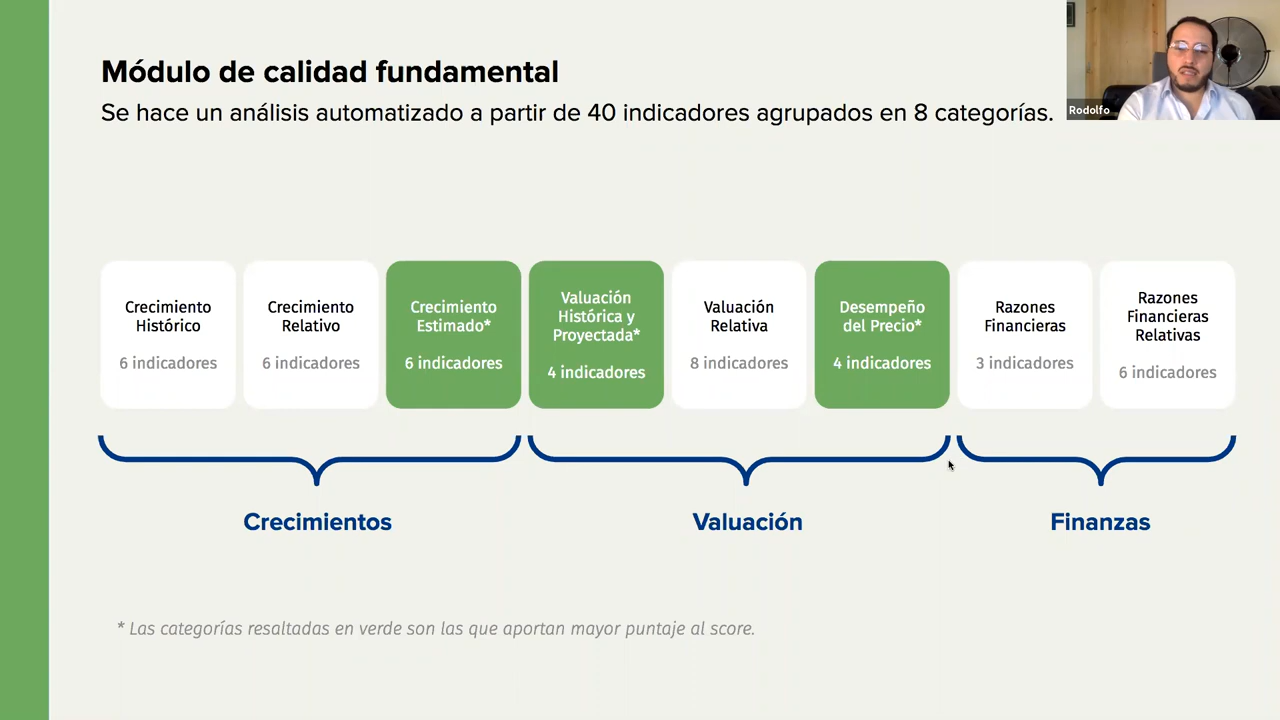 Módulo de calidad fundamental
Se hace un análisis automatizado a partir de 40 indicadores agrupados en 8 categorías.
Rodolfo
Crecimiento
Histórico
6 indicadores
Crecimiento
Relativo
6 indicadores
Crecimiento
Estimado*
6 indicadores
Valuación
Histórica y
Proyectada*
4 indicadores
Valuación
Relativa
8 indicadores
Desempeño
del Precio*
4 indicadores
Razones
Financieras
3 indicadores
Razones
Financieras
Relativas
6 indicadores
Crecimientos
Valuación
Finanzas
* Las categorías resaltadas en verde son las que aportan mayor puntaje al score.